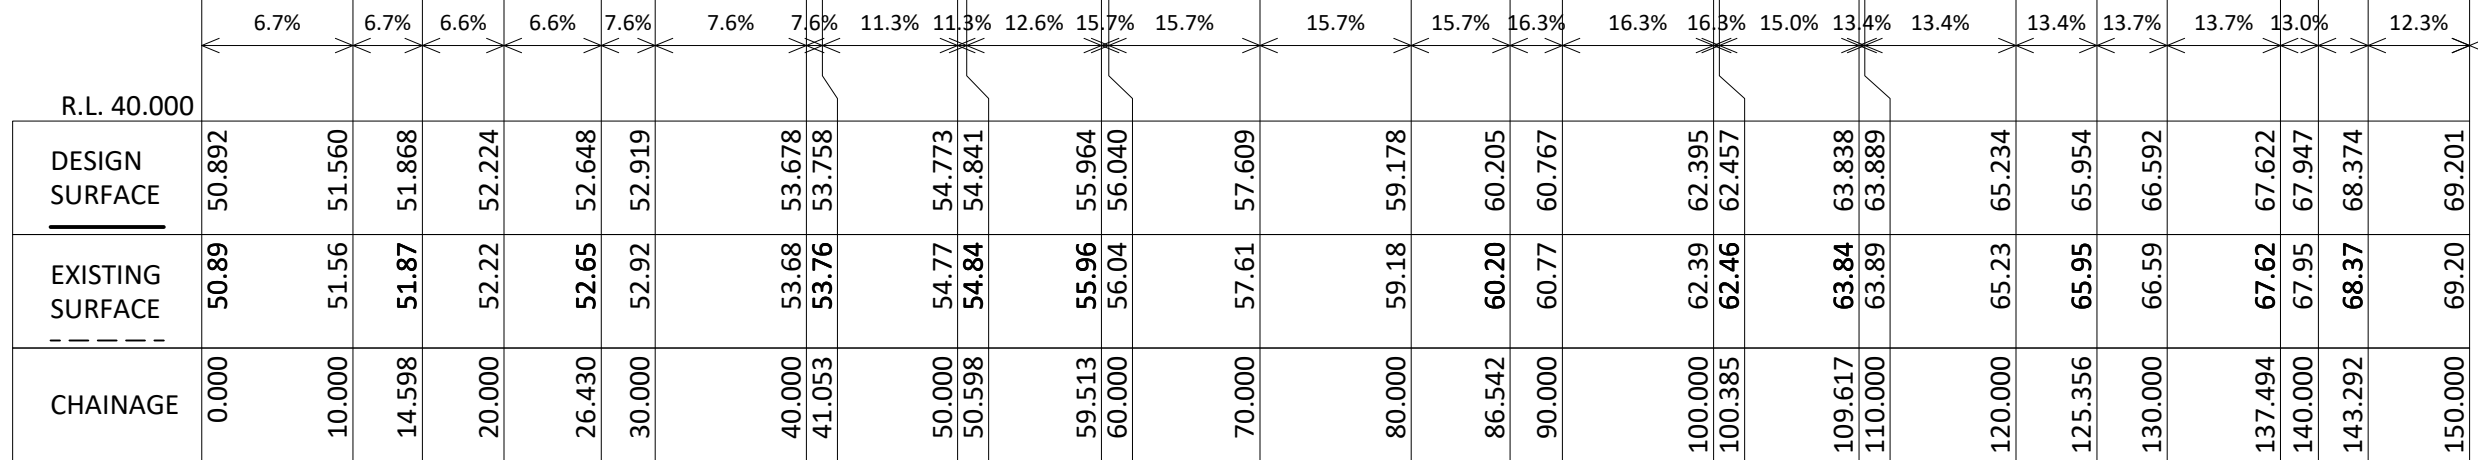 6.7% 6.7% 6.6% 6.6% 7.6% 7.6% 7.6% 11.3% 11.3% 12.6% 15.7% 15.7% 15.7% 15.7% 16.3% 16.3% 16.3% 15.0% 13.4% 13.4% 13.4% 13.7% 13.7% 13.0% 12.3%
R.L. 40.000
DESIGN
SURFACE
50.892 51.560 51.868 52.224 52.648 52.919 53.678 53.758 54.773 54.841 55.964 56.040 57.609 59.178 60.205 60.767 62.395 62.457 63.838 63.889 65.234 65.954 66.592 67.622 67.947 68.374 69.201
EXISTING
SURFACE
50.89 51.56 51.87 52.22 52.65 52.92 53.68 53.76 54.77 54.84 55.96 56.04 57.61 59.18 60.20 60.77 62.39 62.46 63.84 63.89 65.23 65.95 66.59 67.62 67.95 68.37 69.20
CHAINAGE
0.000 10.000 14.598 20.000 26.430 30.000 40.000 41.053 50.000 50.598 59.513 60.000 70.000 80.000 86.542 90.000 100.000 100.385 109.617 110.000 120.000 125.356 130.000 137.494 140.000 143.292 150.000